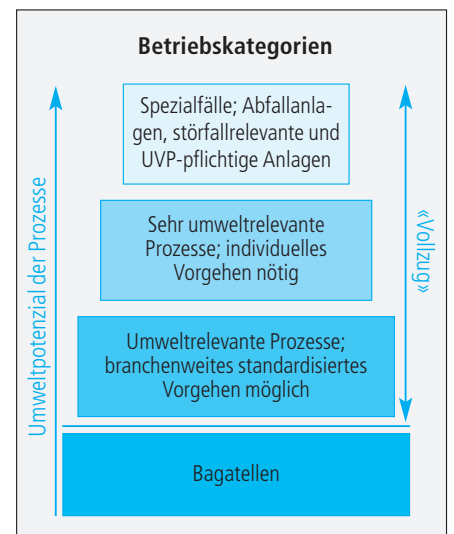 Betriebskategorien
Spezialfälle; Abfallanla-
gen, störfallrelevante und
UVP-pflichtige Anlagen
Umweltpotenzial der Prozesse
«Vollzug»
Sehr umweltrelevante
Prozesse; individuelles
Vorgehen nötig
Umweltrelevante Prozesse;
branchenweites standardisiertes
Vorgehen möglich
Bagatellen